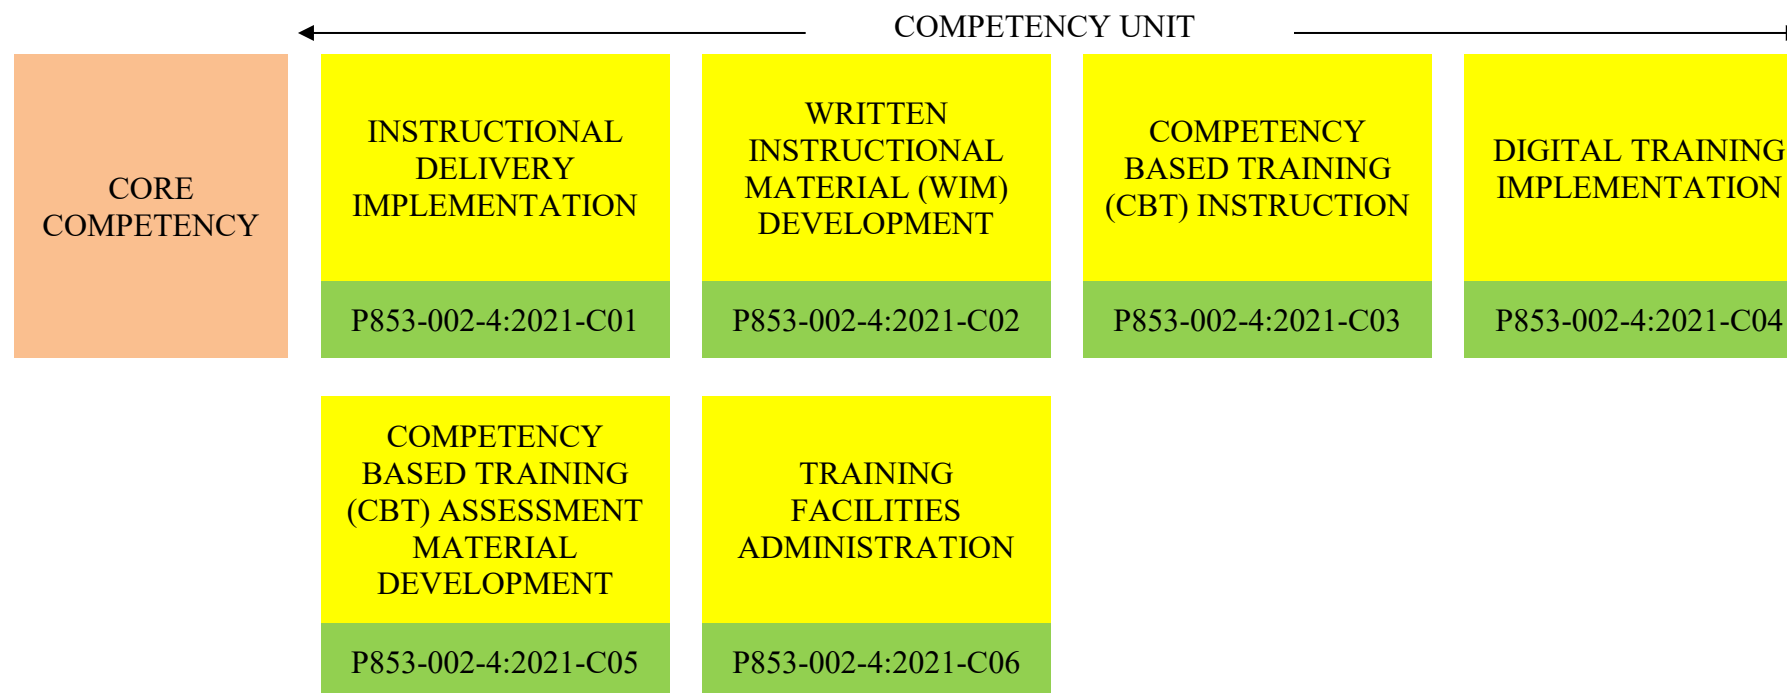 COMPETENCY UNIT
CORE
COMPETENCY
INSTRUCTIONAL
DELIVERY
IMPLEMENTATION
P853-002-4:2021-C01
WRITTEN
INSTRUCTIONAL
MATERIAL (WIM)
DEVELOPMENT
P853-002-4:2021-C02
COMPETENCY
BASED TRAINING
(CBT) INSTRUCTION
P853-002-4:2021-C03
DIGITAL TRAINING
IMPLEMENTATION
P853-002-4:2021-C04
COMPETENCY
BASED TRAINING
(CBT) ASSESSMENT
MATERIAL
DEVELOPMENT
P853-002-4:2021-C05
TRAINING
FACILITIES
ADMINISTRATION
P853-002-4:2021-C06